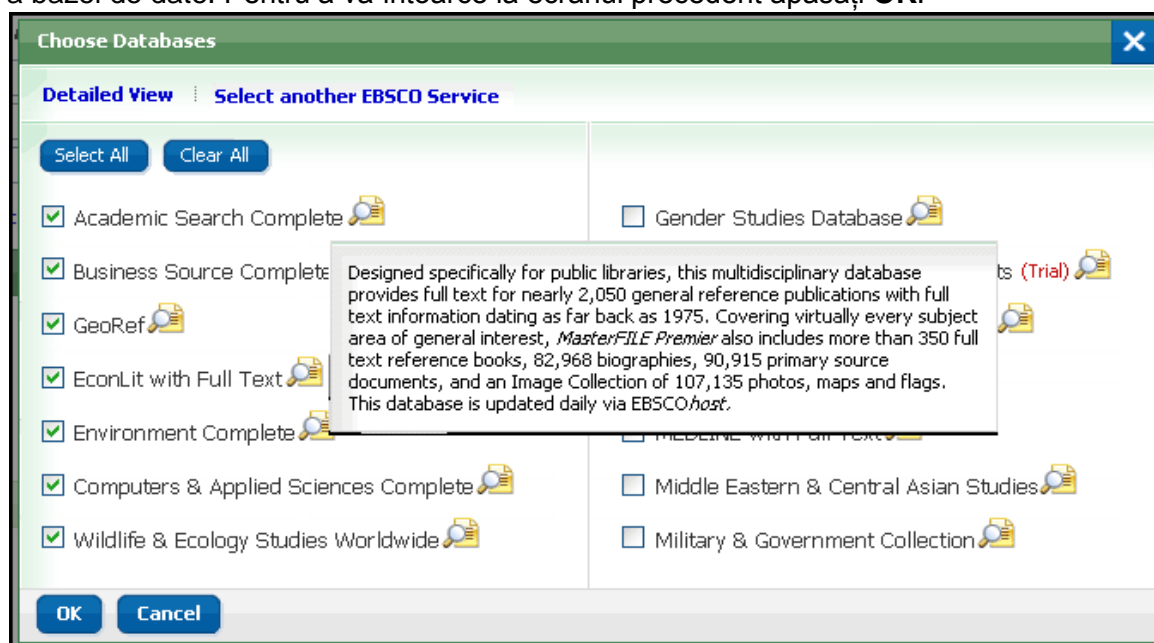 a bazei de date. Pentru a vă întoarce la ecranul precedent apăsați OK.
Choose Databases
Detailed View Select another EBSCO Service
Select All Clear All
Academic Search Complete Gender Studies Database
Business Source Complete ts (Trial)
GeoRef
EconLit with Full Text
Environment Complete MEDLINE with Full Text
Computers & Applied Sciences Complete Middle Eastern & Central Asian Studies
Wildlife & Ecology Studies Worldwide Military & Government Collection
Designed specifically for public libraries, this multidisciplinary database
provides full text for nearly 2,050 general reference publications with full
text information dating as far back as 1975. Covering virtually every subject
area of general interest, MasterFILE Premier also includes more than 350 full
text reference books, 82,968 biographies, 90,915 primary source
documents, and an Image Collection of 107,135 photos, maps and flags.
This database is updated daily via EBSCOhost.
OK Cancel